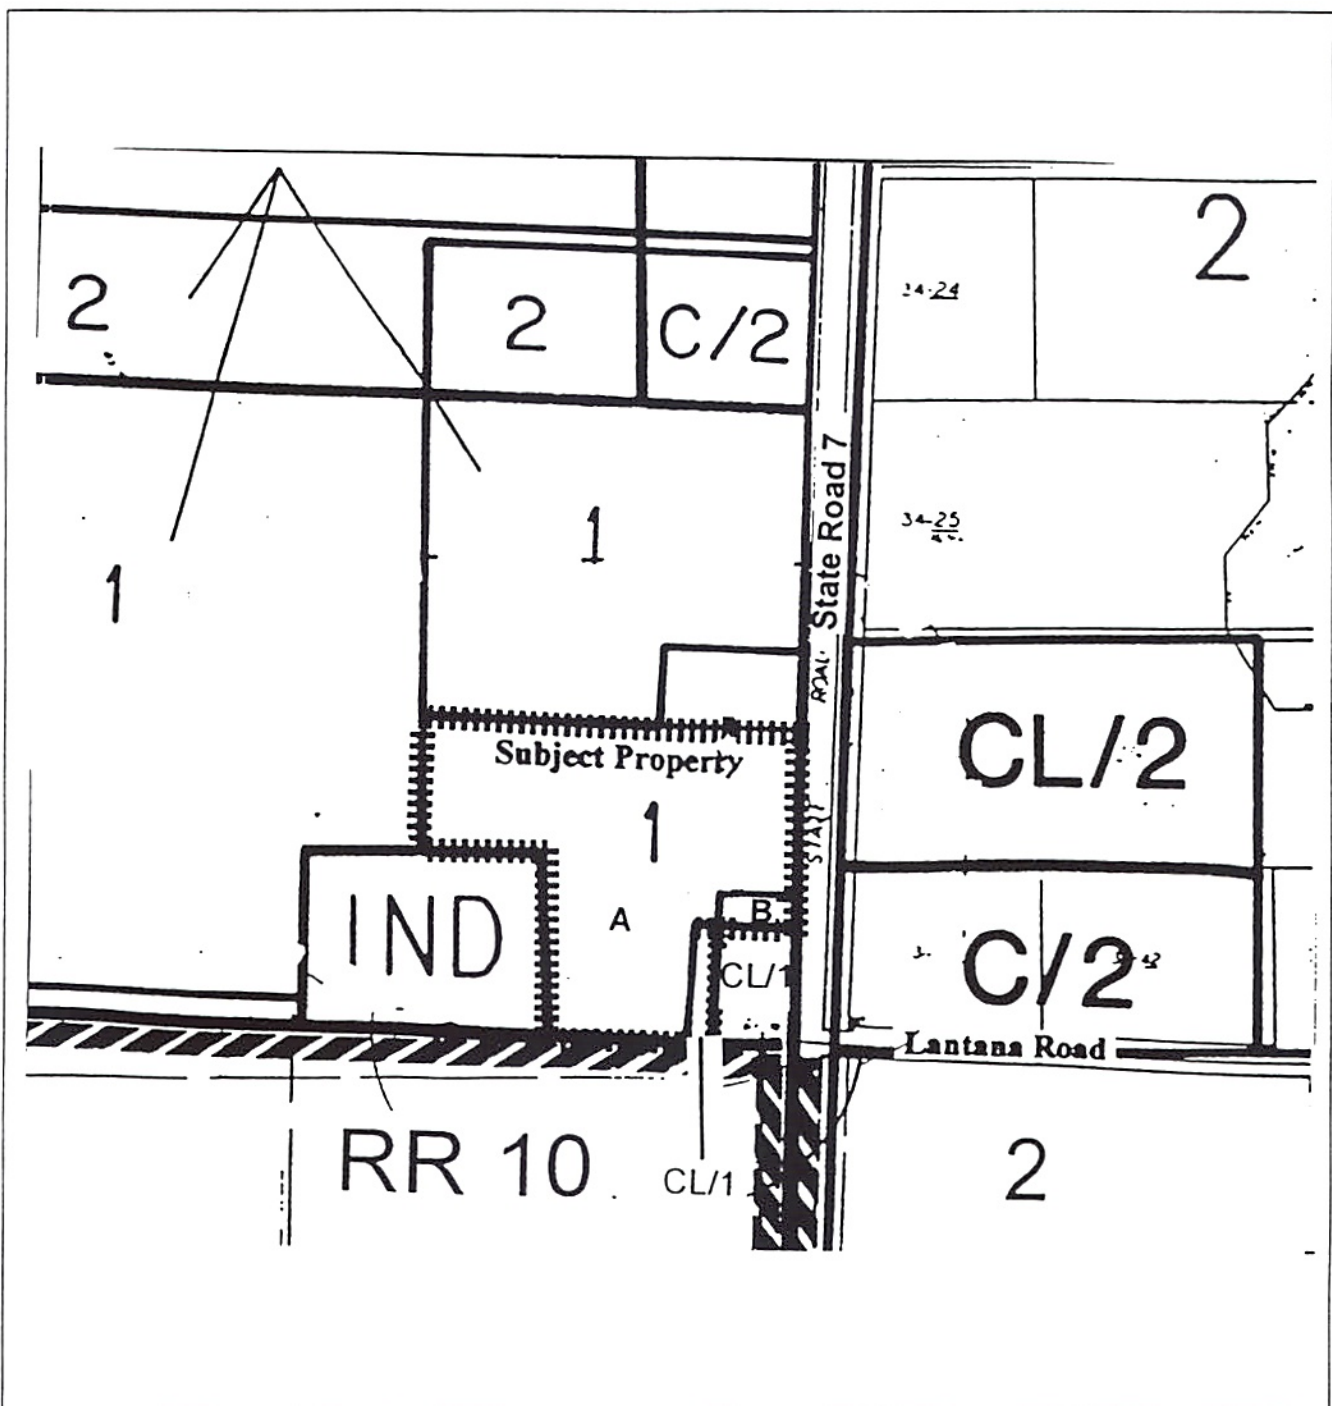 2
2
2
C/2
34-24
34-25
State Road 7
1
1
ROAD
CL/2
Subject Property
1
STATE
IND
A
B
CL/1
C/2
Lantana Road
RR 10
CL/1
2